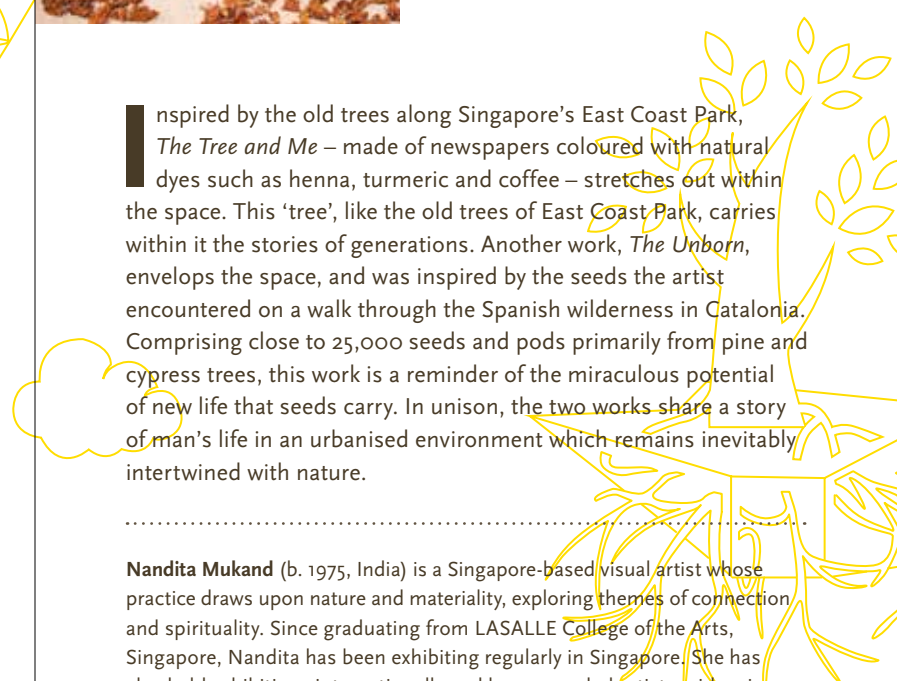 Inspired by the old trees along Singapore’s East Coast Park,
The Tree and Me – made of newspapers coloured with natural
dyes such as henna, turmeric and coffee – stretches out within
the space. This ‘tree’, like the old trees of East Coast Park, carries
within it the stories of generations. Another work, The Unborn,
envelops the space, and was inspired by the seeds the artist
encountered on a walk through the Spanish wilderness in Catalonia.
Comprising close to 25,000 seeds and pods primarily from pine and
cypress trees, this work is a reminder of the miraculous potential
of new life that seeds carry. In unison, the two works share a story
of man’s life in an urbanised environment which remains inevitably
intertwined with nature.
Nandita Mukand (b. 1975, India) is a Singapore-based visual artist whose
practice draws upon nature and materiality, exploring themes of connection
and spirituality. Since graduating from LASALLE College of the Arts,
Singapore, Nandita has been exhibiting regularly in Singapore. She has